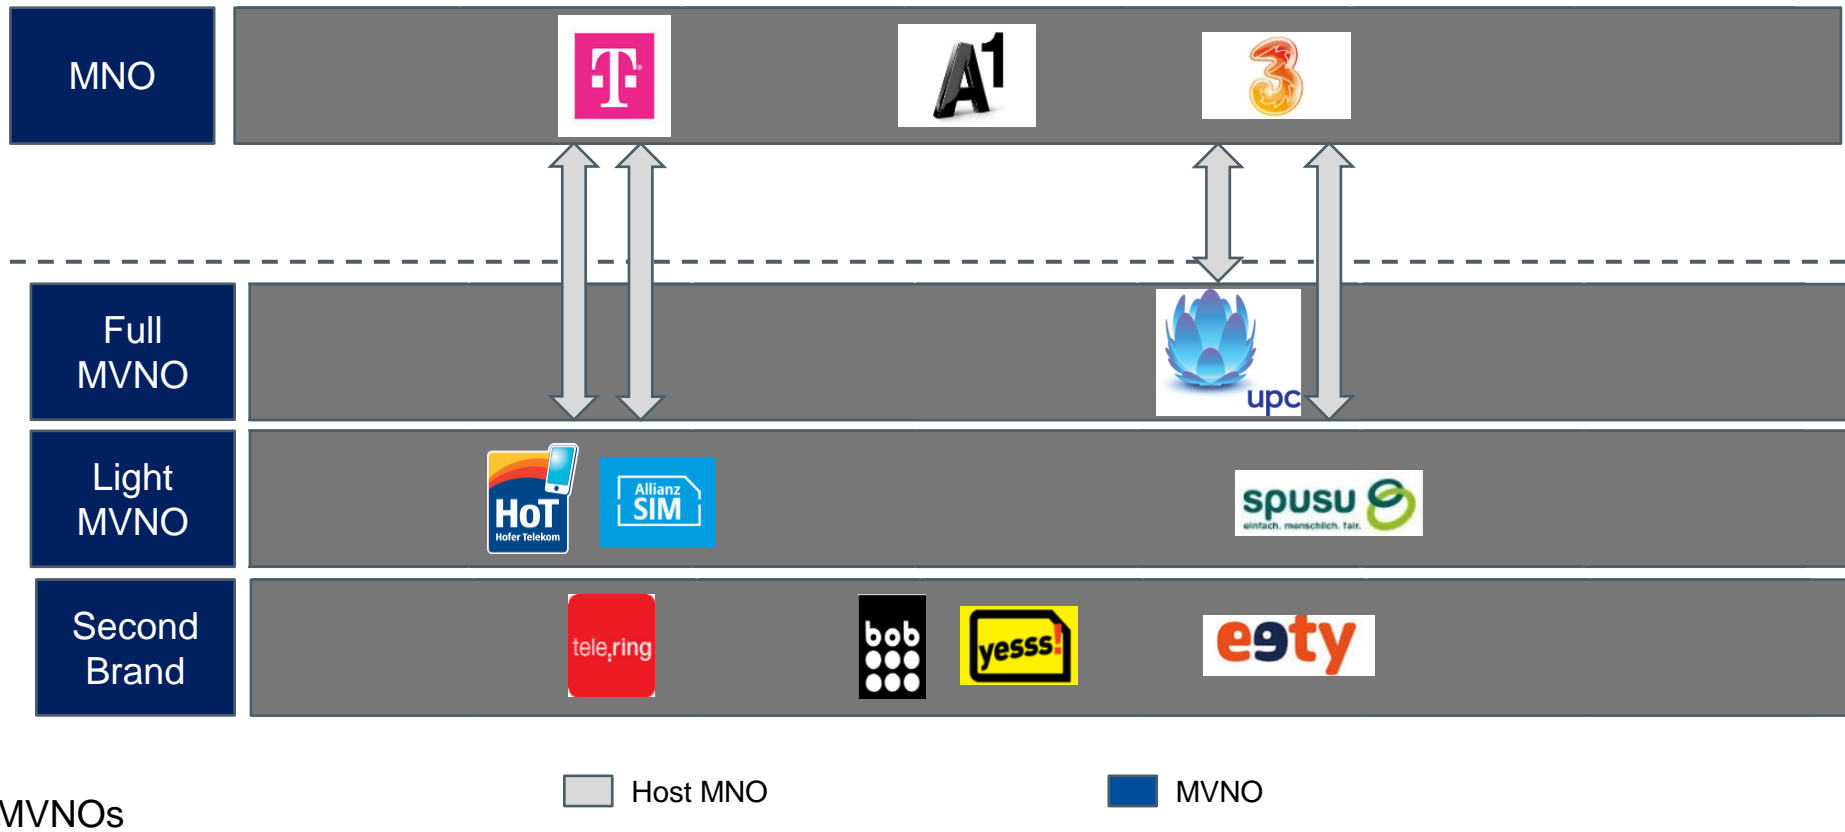 MNO
T
A1
3
Full
MVNO
upc
Light
MVNO
HoT
Hofer Telekom
Allianz
SIM
spusu
einfach. menschlich. fair.
Second
Brand
tele.ring
bob
yesss!
eety
Host MNO
MVNO
MVNOs